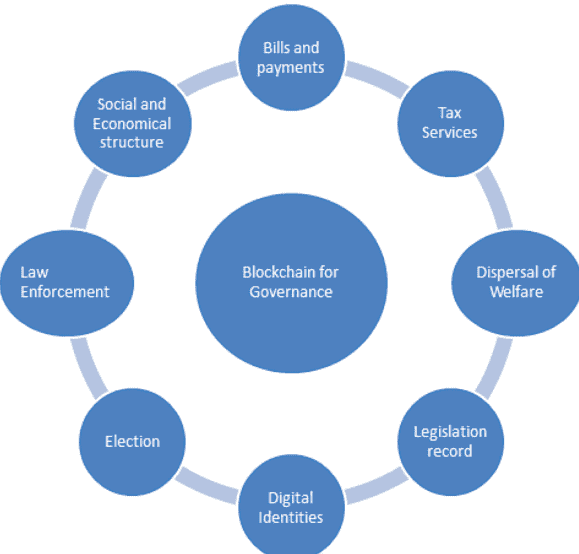 Bills and
payments
Tax
Services
Dispersal of
Welfare
Legislation
record
Digital
Identities
Election
Law
Enforcement
Social and
Economical
structure
Blockchain for
Governance